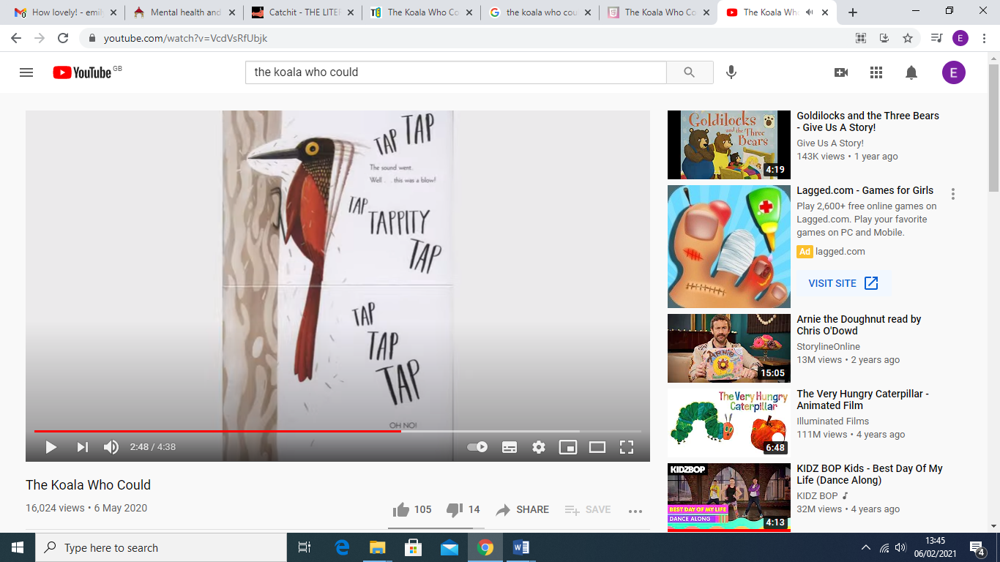 How lovely! - emily
Mental health and
Catchit - THE LITER
The Koala Who Co
the koala who cou
The Koala Who Co
The Koala Who
youtube.com/watch?v=VcdVsRfUbjk
E
YouTube GB
the koala who could
E
TAP TAP
The sound went.
Well . . . this was a blow!
TAP
TAPPITY
TAP
TAP
TAP
TAP
OH NO!
2:48 / 4:38
The Koala Who Could
16,024 views • 6 May 2020
105
14
SHARE
SAVE
Goldilocks
and the Three
Bears
4:19
Goldilocks and the Three Bears
- Give Us A Story!
Give Us A Story!
143K views • 1 year ago
Lagged.com - Games for Girls
Play 2,600+ free online games on
Lagged.com. Play your favorite
games on PC and Mobile.
Ad lagged.com
VISIT SITE
ARNIE
15:05
Arnie the Doughnut read by
Chris O'Dowd
StorylineOnline
13M views • 2 years ago
The Very Hungry
Caterpillar
6:48
The Very Hungry Caterpillar -
Animated Film
Illuminated Films
111M views • 4 years ago
KIDZBOP
BEST DAY OF MY LIFE
DANCE ALONG
4:13
KIDZ BOP Kids - Best Day Of My
Life (Dance Along)
KIDZ BOP
32M views • 4 years ago
Type here to search
13:45
06/02/2021
4